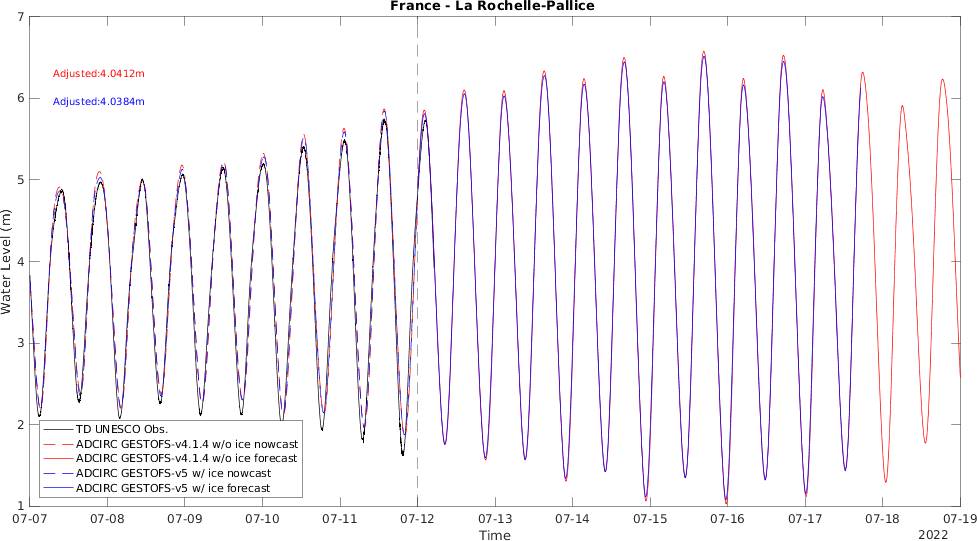 France - La Rochelle-Pallice
7
6
5
4
3
2
1
Water Level (m)
Adjusted:4.0412m
Adjusted:4.0384m
TD UNESCO Obs.
ADCIRC GESTOFS-v4.1.4 w/o ice nowcast
ADCIRC GESTOFS-v4.1.4 w/o ice forecast
ADCIRC GESTOFS-v5 w/ ice nowcast
ADCIRC GESTOFS-v5 w/ ice forecast
07-07 07-08 07-09 07-10 07-11 07-12 07-13 07-14 07-15 07-16 07-17 07-18 07-19
Time
2022